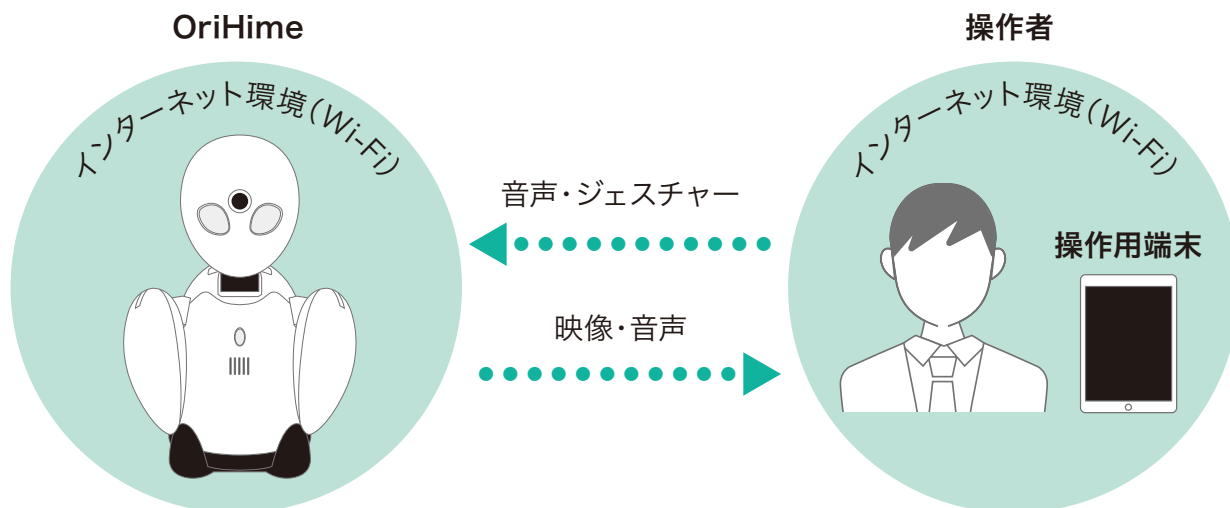 OriHime
操作者
インターネット環境(Wi-Fi)
インターネット環境(Wi-Fi)
音声・ジェスチャー
操作用端末
映像・音声